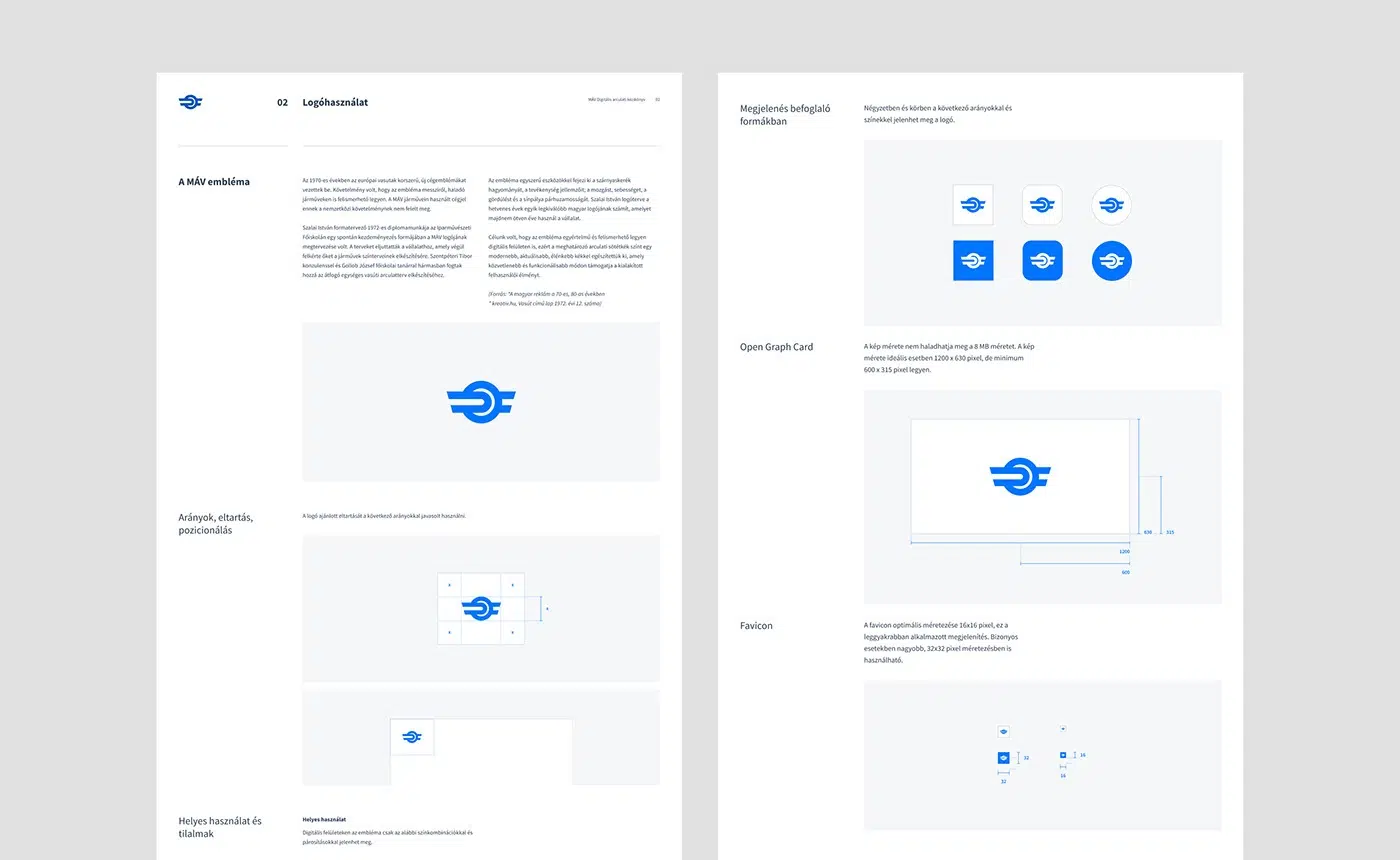 02
Logóhasználat
MÁV Digitális arculati kézikönyv
A MÁV embléma
Az 1970-es években az európai vasutak korszerű, új cégemblémákat
vezettek be. Követelmény volt, hogy az embléma messziről, haladó
járműveken is felismerhető legyen. A MÁV járművein használt cégjel
ennek a nemzetközi követelménynek nem felelt meg.
Szalai István formatervező 1972-es diplomamunkája az Iparművészeti
Főiskolán egy spontán kezdeményezés formájában a MÁV logójának
megtervezése volt. A terveket eljuttatták a vállalathoz, amely végül
felkérte őket a járművek színterveinek elkészítésére. Szentpéteri Tibor
konzulenssel és Gollob József főiskolai tanárral hármasban fogtak
hozzá az átfogó egységes vasúti arculatterv elkészítéséhez.
Az embléma egyszerű eszközökkel fejezi ki a szárnyaskerék
hagyományát, a tevékenység jellemzőit; a mozgást, sebességet, a
gördülést és a sínpálya párhuzamosságát. Szalai István logóterve a
hetvenes évek egyik legkiválóbb magyar logójának számít, amelyet
majdnem ötven éve használ a vállalat.
Célunk volt, hogy az embléma egyértelmű és felismerhető legyen
digitális felületen is, ezért a meghatározó arculati sötétkék színt egy
modernebb, aktuálisabb, élénkebb kékkel egészítettük ki, amely
közvetlenebb és funkcionálisabb módon támogatja a kialakított
felhasználói élményt.
(Forrás: "A magyar reklám a 70-es, 80-as években
" kreativ.hu, Vasút című lap 1972. évi 12. száma)
Arányok, eltartás,
pozicionálás
A logó ajánlott eltartását a következő arányokkal javasolt használni.
x
x
x
x
x
Helyes használat és
tilalmak
Helyes használat
Digitális felületeken az embléma csak az alábbi színkombinációkkal és
párosításokkal jelenhet meg.
Megjelenés befoglaló
formákban
Négyzetben és körben a következő arányokkal és
színekkel jelenhet meg a logó.
Open Graph Card
A kép mérete nem haladhatja meg a 8 MB méretet. A kép
mérete ideális esetben 1200 x 630 pixel, de minimum
600 x 315 pixel legyen.
630
315
1200
600
Favicon
A favicon optimális méretezése 16x16 pixel, ez a
leggyakrabban alkalmazott megjelenítés. Bizonyos
esetekben nagyobb, 32x32 pixel méretezésben is
használható.
32
16
32
16